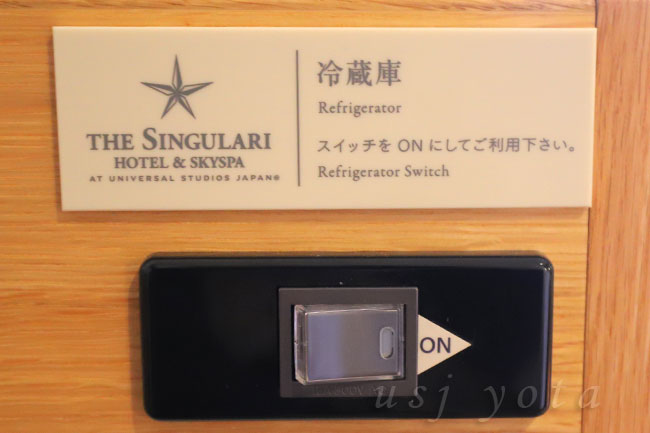 THE SINGULARI
HOTEL & SKYSPA
AT UNIVERSAL STUDIOS JAPAN®
冷蔵庫
Refrigerator
スイッチを ON にしてご利用下さい。
Refrigerator Switch
ON
usj yota